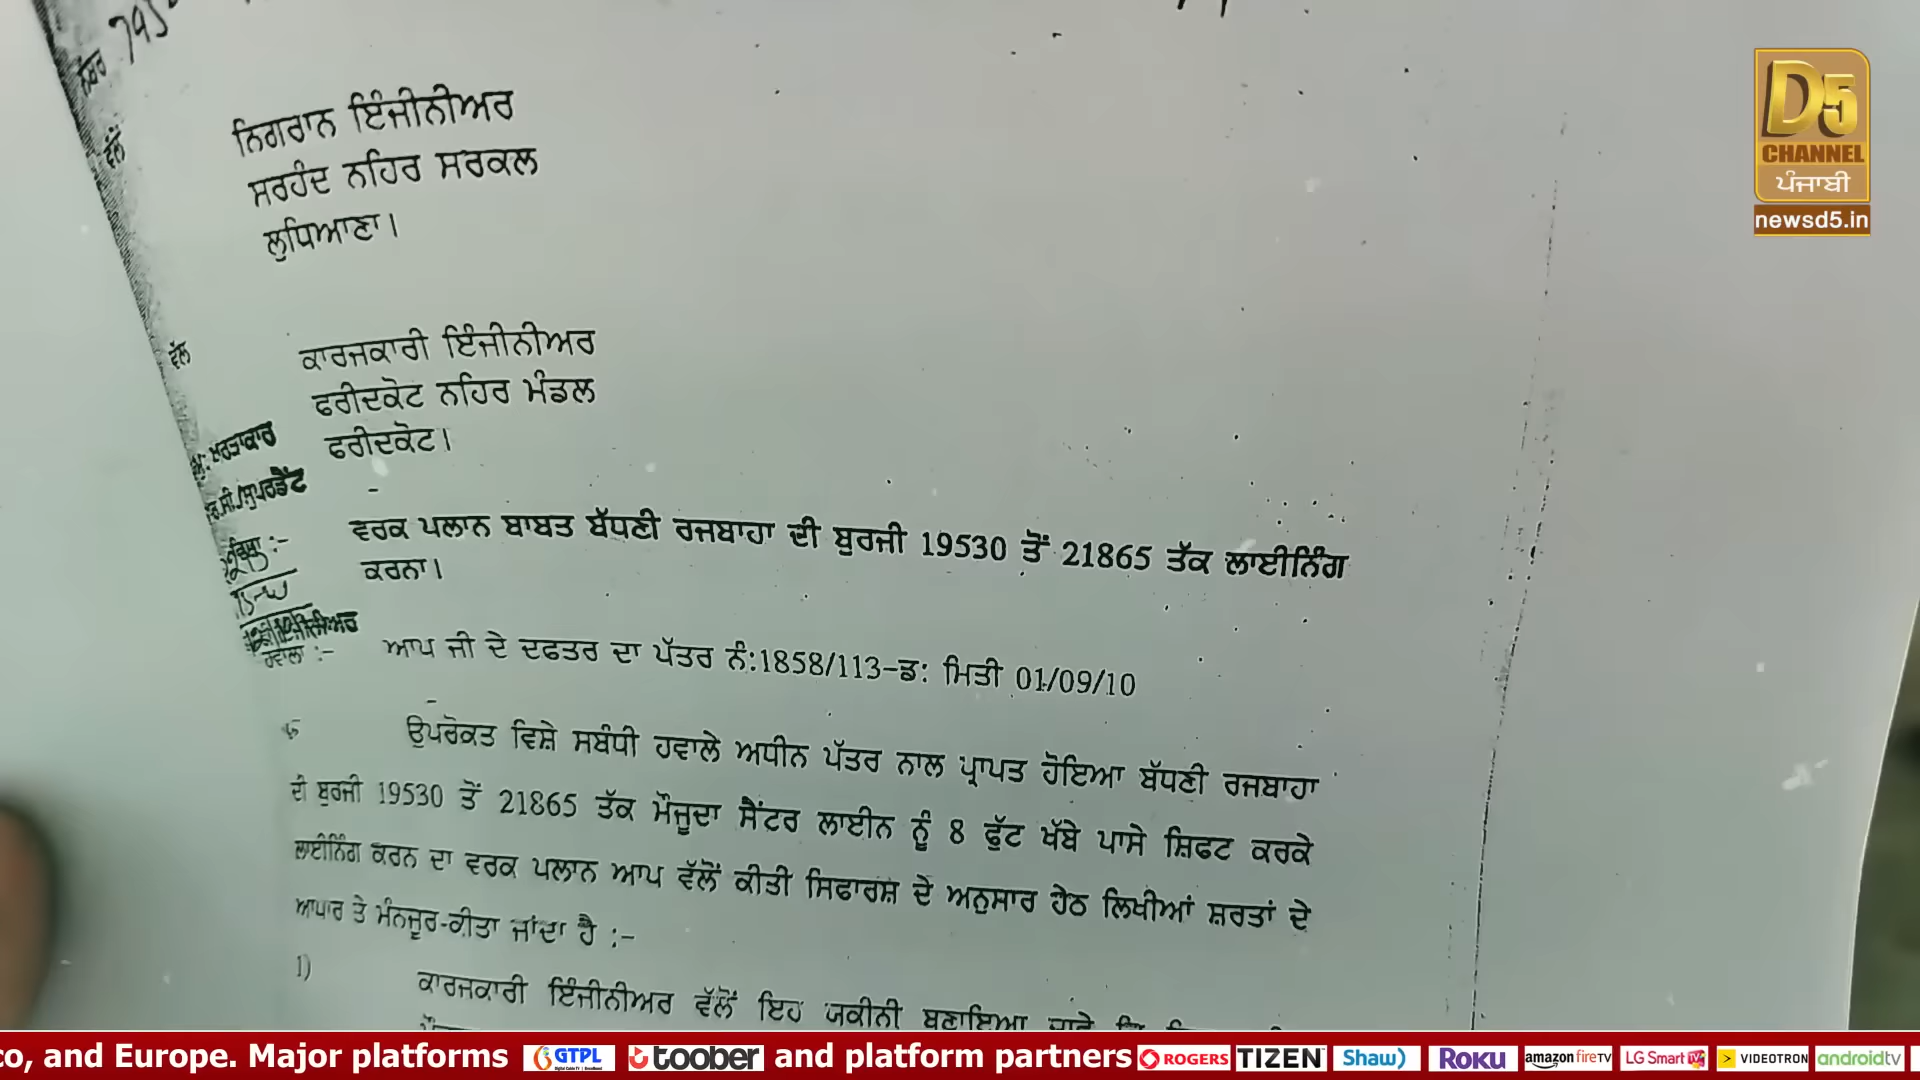 ਵੱਲੋਂ
ਨਿਗਰਾਨ ਇੰਜੀਨੀਅਰ
ਸਰਹੰਦ ਨਹਿਰ ਸਰਕਲ
ਲੁਧਿਆਣਾ।
ਵੱਲ
ਕਾਰਜਕਾਰੀ ਇੰਜੀਨੀਅਰ
ਫਰੀਦਕੋਟ ਨਹਿਰ ਮੰਡਲ
ਫਰੀਦਕੋਟ।
ਵਰਕ ਪਲਾਨ ਬਾਬਤ ਬੱਧਣੀ ਰਜਬਾਹਾ ਦੀ ਬੁਰਜੀ 19530 ਤੋਂ 21865 ਤੱਕ ਲਾਈਨਿੰਗ
ਕਰਨਾ।
ਹਵਾਲਾ :- ਆਪ ਜੀ ਦੇ ਦਫਤਰ ਦਾ ਪੱਤਰ ਨੰ:1858/113-ਡ: ਮਿਤੀ 01/09/10
ਉਪਰੋਕਤ ਵਿਸ਼ੇ ਸਬੰਧੀ ਹਵਾਲੇ ਅਧੀਨ ਪੱਤਰ ਨਾਲ ਪ੍ਰਾਪਤ ਹੋਇਆ ਬੱਧਣੀ ਰਜਬਾਹਾ
ਦੀ ਬੁਰਜੀ 19530 ਤੋਂ 21865 ਤੱਕ ਮੌਜੂਦਾ ਸੈਂਟਰ ਲਾਈਨ ਨੂੰ 8 ਫੁੱਟ ਖੱਬੇ ਪਾਸੇ ਸ਼ਿਫਟ ਕਰਕੇ
ਲਾਈਨਿੰਗ ਕਰਨ ਦਾ ਵਰਕ ਪਲਾਨ ਆਪ ਵੱਲੋਂ ਕੀਤੀ ਸਿਫਾਰਸ਼ ਦੇ ਅਨੁਸਾਰ ਹੇਠ ਲਿਖੀਆਂ ਸ਼ਰਤਾਂ ਦੇ
ਆਧਾਰ ਤੇ ਮੰਨਜੂਰ-ਕੀਤਾ ਜਾਂਦਾ ਹੈ :-
1) ਕਾਰਜਕਾਰੀ ਇੰਜੀਨੀਅਰ ਵੱਲੋਂ ਇਹ ਯਕੀਨੀ ਬਣਾਇਆ ਜਾਵੇ
D5
CHANNEL
ਪੰਜਾਬੀ
newsd5.in
co, and Europe. Major platforms GTPL toober and platform partners ROGERS TIZEN Shaw) ROKU amazon fireTV LG Smart TV VIDEOTRON androidtv